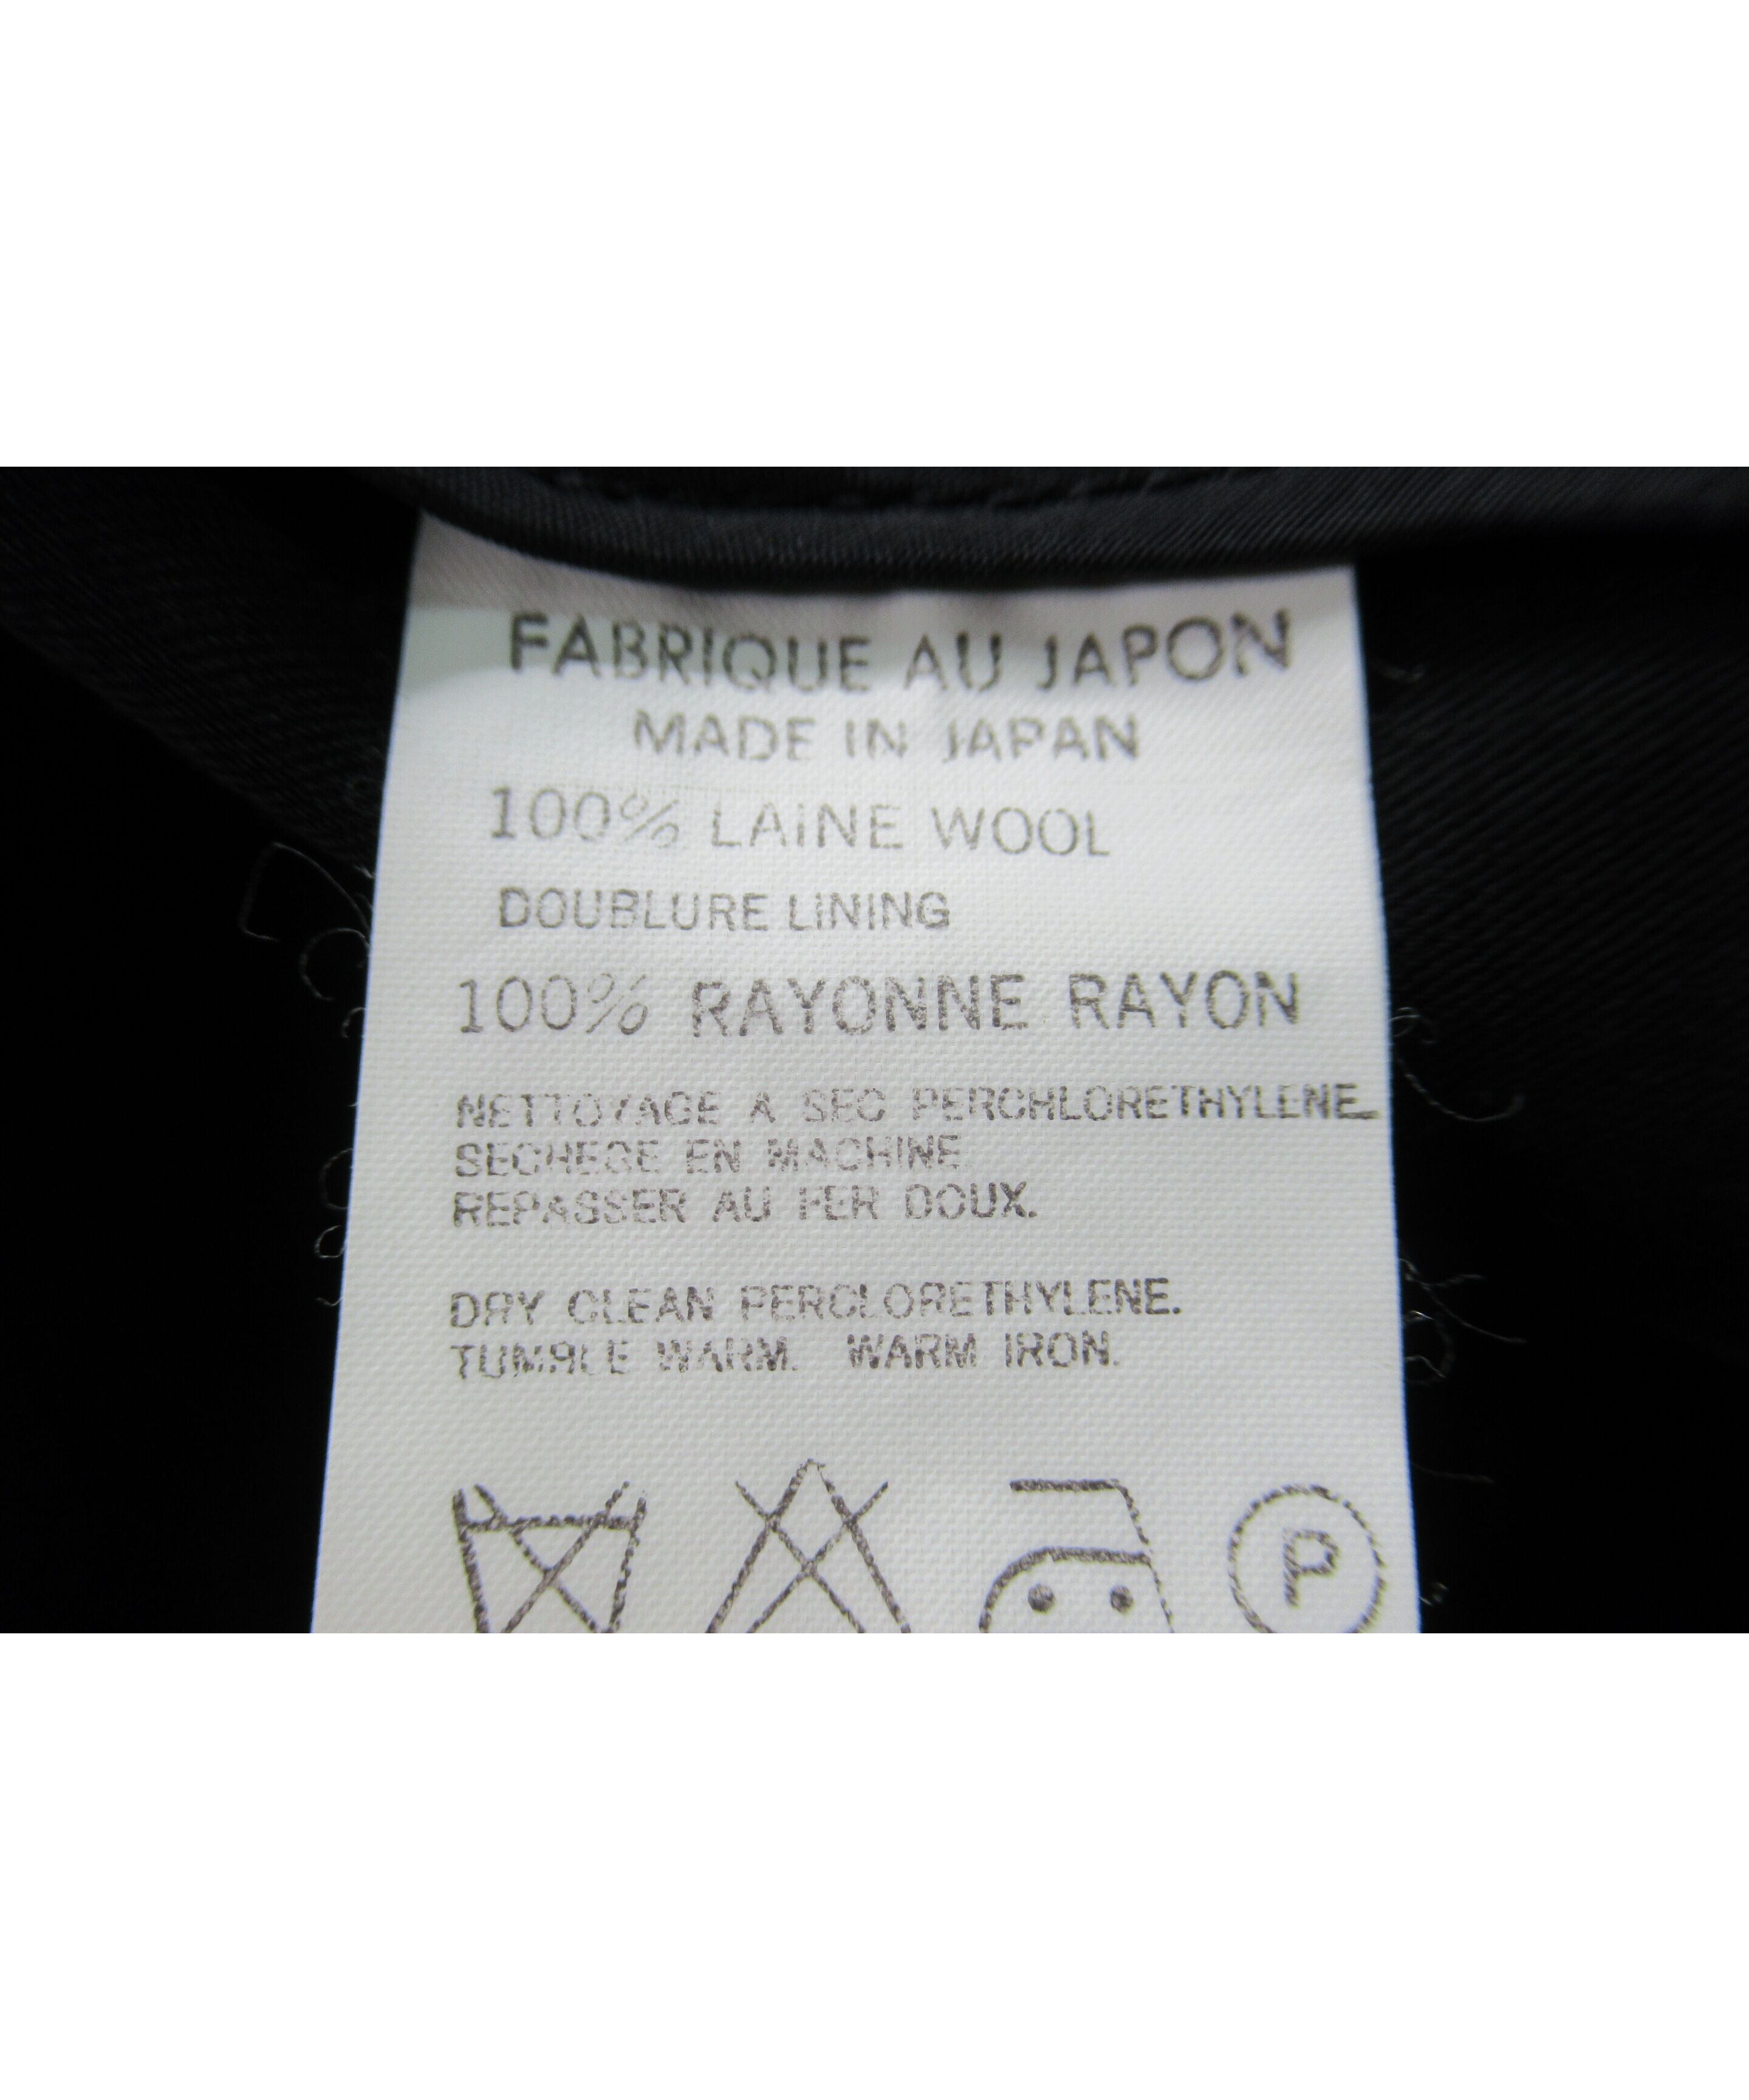 FABRIQUE AU JAPON
MADE IN JAPAN
100% LAINE WOOL
DOUBLURE LINING
100% RAYONNE RAYON
NETTOYAGE A SEC PERCHLORETHYLENE.
SECHEGE EN MACHINE
REPASSER AU FER DOUX.
DRY CLEAN PERCLORETHYLENE.
TUMBLE WARM. WARM IRON.
P